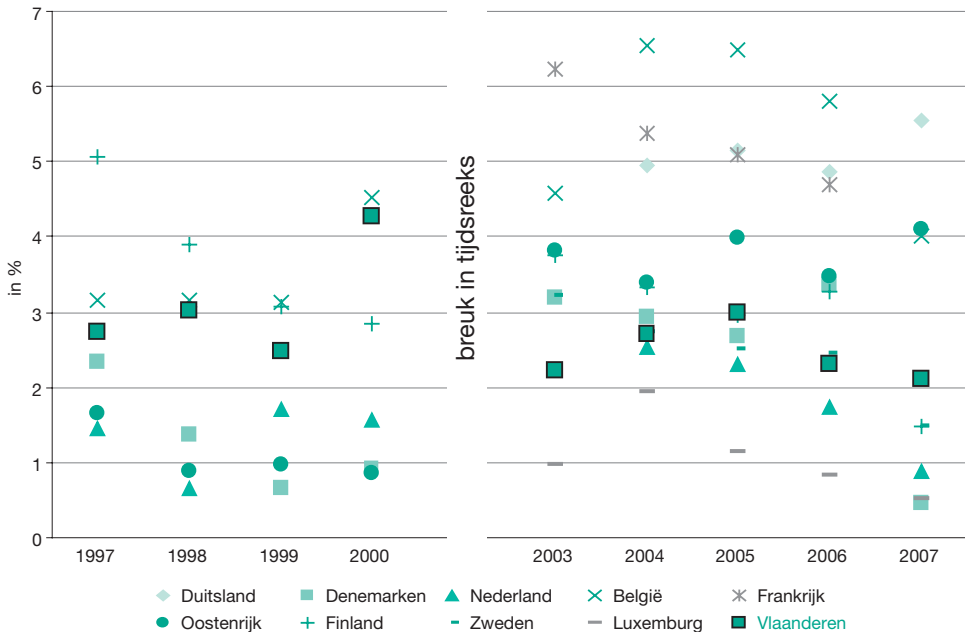 7
6
5
4
3
2
1
0
in %
breuk in tijdsreeks
1997 1998 1999 2000 2003 2004 2005 2006 2007
Duitsland Denemarken Nederland België Frankrijk
Oostenrijk Finland Zweden Luxemburg Vlaanderen